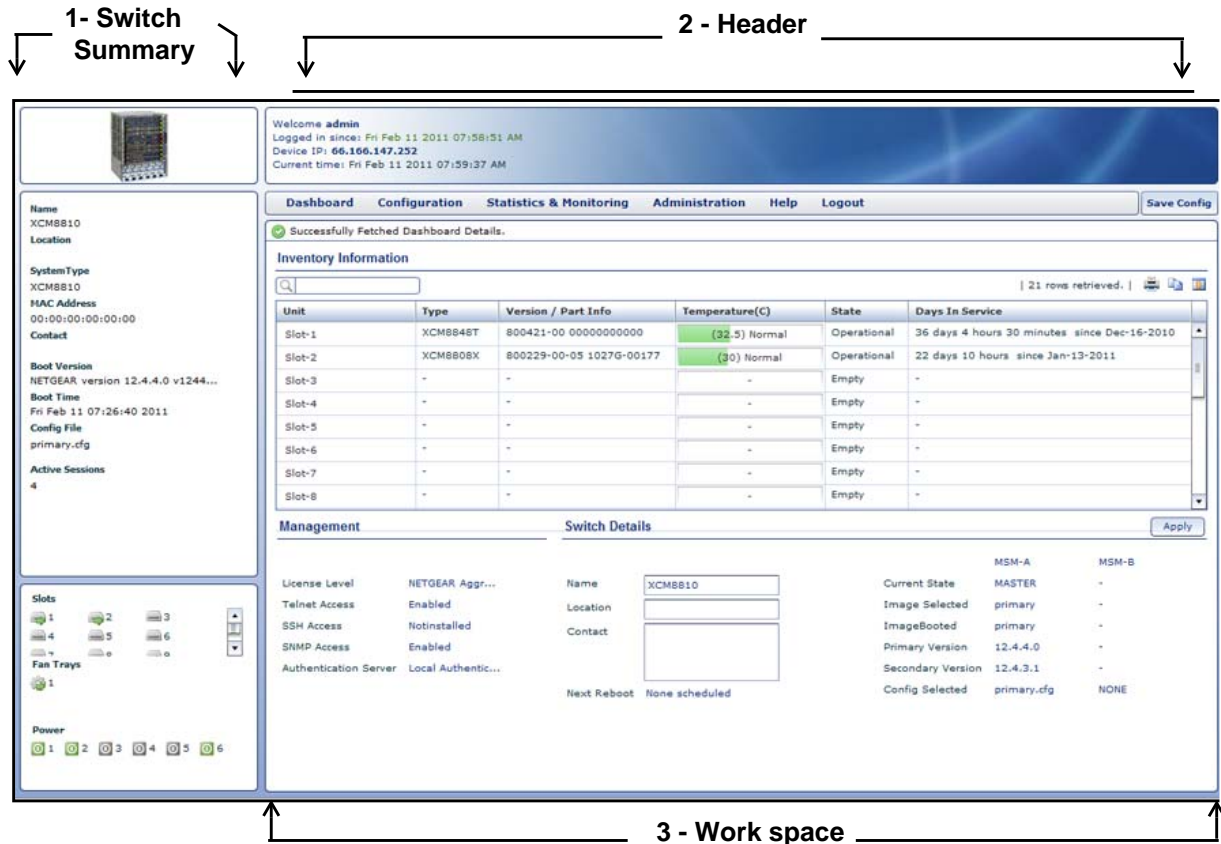 1- Switch
Summary
2 - Header
Welcome admin
Logged in since: Fri Feb 11 2011 07:58:51 AM
Device IP: 66.166.147.252
Current time: Fri Feb 11 2011 07:59:37 AM
Dashboard Configuration Statistics & Monitoring Administration Help Logout Save Config
Name
XCM8810
Location
SystemType
XCM8810
MAC Address
00:00:00:00:00:00
Contact
Boot Version
NETGEAR version 12.4.4.0 v1244...
Boot Time
Fri Feb 11 07:26:40 2011
Config File
primary.cfg
Active Sessions
4
Slots
1 2 3
4 5 6
Fan Trays
1
Power
1 2 3 4 5 6
Successfully Fetched Dashboard Details.
Inventory Information
| 21 rows retrieved. |
Unit Type Version / Part Info Temperature(C) State Days In Service
Slot-1 XCM8848T 800421-00 00000000000 (32.5) Normal Operational 36 days 4 hours 30 minutes since Dec-16-2010
Slot-2 XCM8808X 800229-00-05 1027G-00177 (30) Normal Operational 22 days 10 hours since Jan-13-2011
Slot-3 - - - Empty -
Slot-4 - - - Empty -
Slot-5 - - - Empty -
Slot-6 - - - Empty -
Slot-7 - - - Empty -
Slot-8 - - - Empty -
Management
License Level NETGEAR Aggr...
Telnet Access Enabled
SSH Access Notinstalled
SNMP Access Enabled
Authentication Server Local Authentic...
Switch Details
Apply
Name XCM8810
Location
Contact
Next Reboot None scheduled
MSM-A MSM-B
Current State MASTER -
Image Selected primary -
ImageBooted primary -
Primary Version 12.4.4.0 -
Secondary Version 12.4.3.1 -
Config Selected primary.cfg NONE
3 - Work space